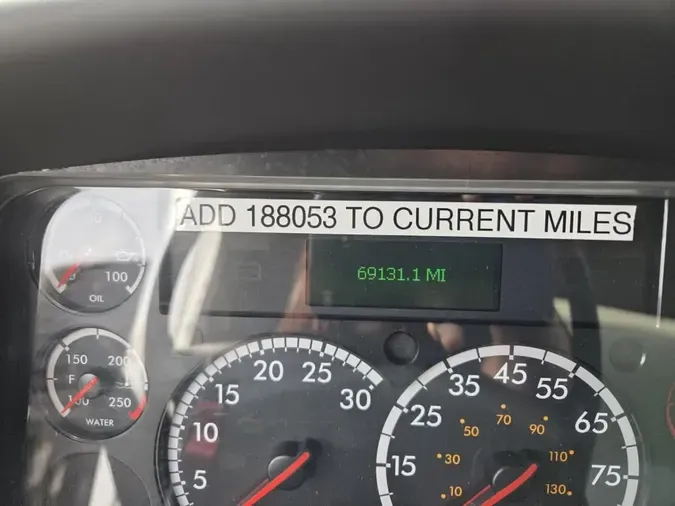 ADD 188053 TO CURRENT MILES
69131.1 MI
100
OIL
150 200
F
100 250
WATER
5 10 15 20 25 30
15 25 35 45 55 65 75
10 30 50 70 90 110 130